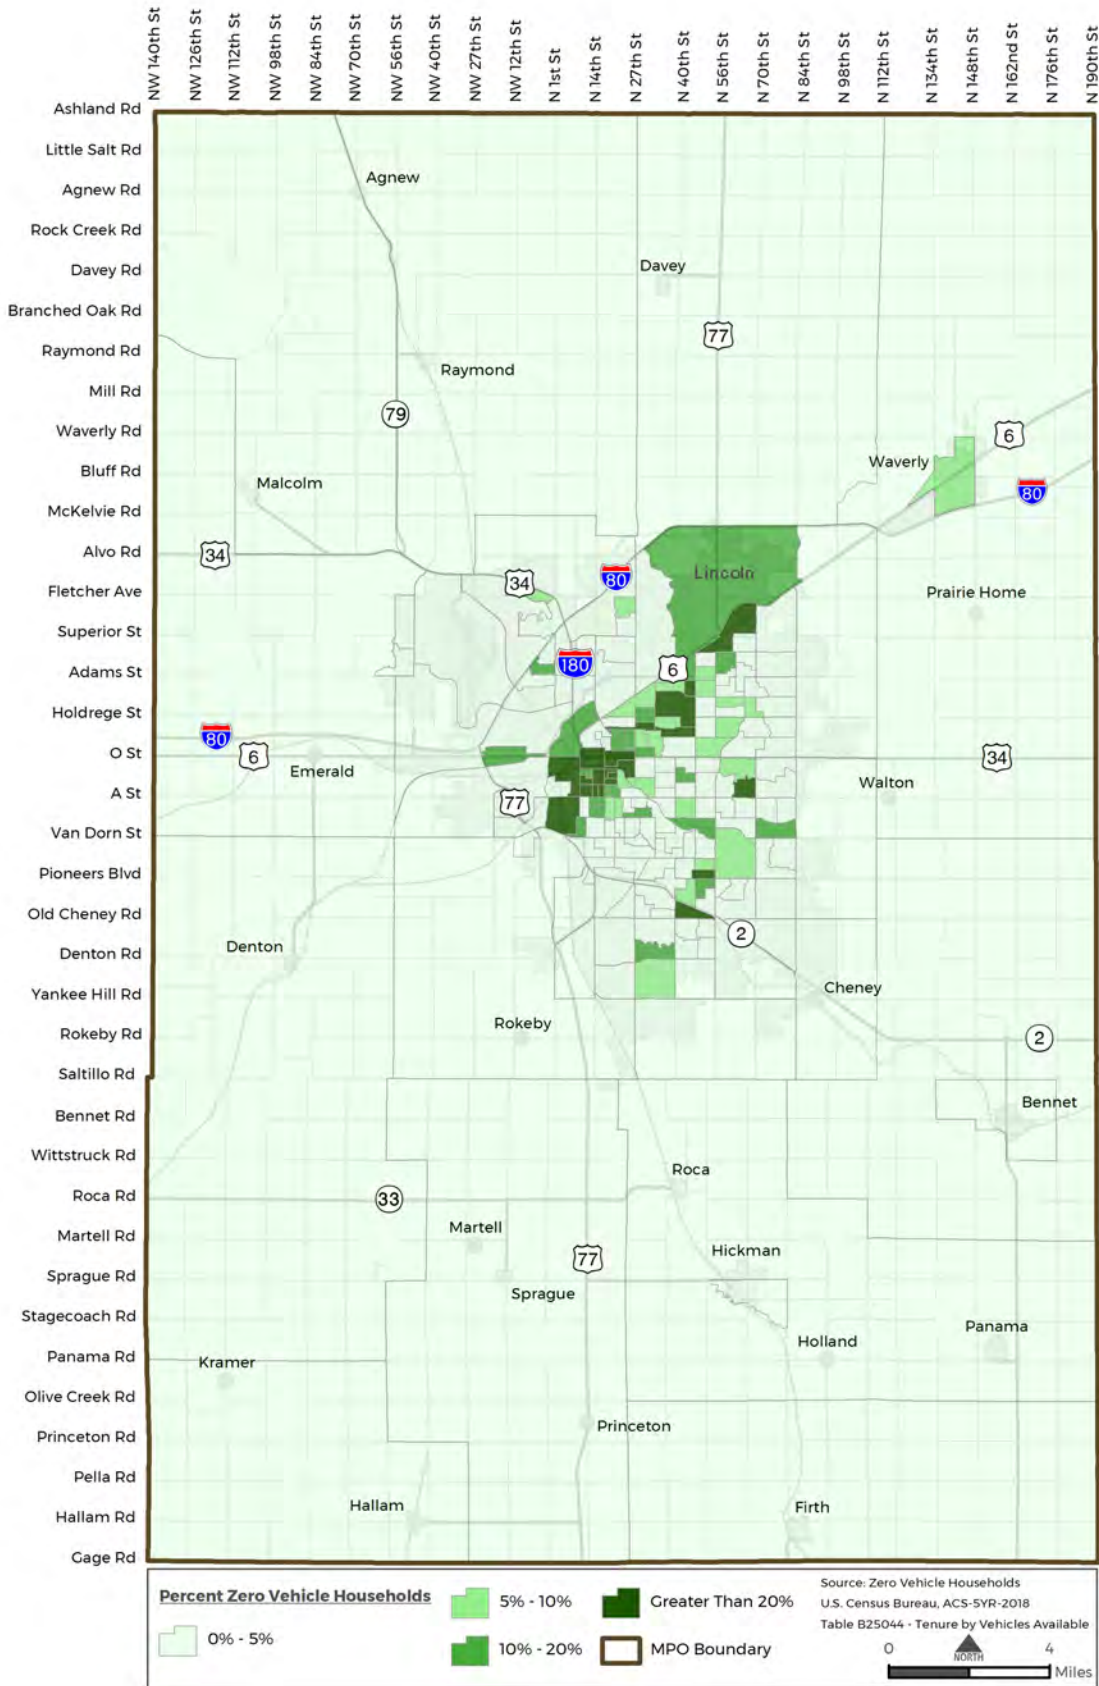 NW 140th St
NW 126th St
NW 112th St
NW 98th St
NW 84th St
NW 70th St
NW 56th St
NW 40th St
NW 27th St
NW 12th St
N 1st St
N 14th St
N 27th St
N 40th St
N 56th St
N 70th St
N 84th St
N 98th St
N 112th St
N 134th St
N 148th St
N 162nd St
N 176th St
N 190th St
Ashland Rd
Little Salt Rd
Agnew Rd
Agnew
Rock Creek Rd
Davey Rd
Davey
Branched Oak Rd
77
Raymond Rd
Raymond
Mill Rd
79
Waverly Rd
6
Bluff Rd
Waverly
Malcolm
80
McKelvie Rd
Alvo Rd
34
34
80
Lincoln
Fletcher Ave
Prairie Home
Superior St
180
6
Adams St
Holdrege St
80
O St
6
Emerald
34
A St
77
Walton
Van Dorn St
Pioneers Blvd
Old Cheney Rd
2
Denton Rd
Denton
Yankee Hill Rd
Cheney
Rokeby Rd
Rokeby
2
Saltillo Rd
Bennet Rd
Bennet
Wittstruck Rd
Roca Rd
Roca
33
Martell Rd
Martell
77
Hickman
Sprague Rd
Sprague
Stagecoach Rd
Holland
Panama
Panama Rd
Kramer
Olive Creek Rd
Princeton Rd
Princeton
Pella Rd
Hallam Rd
Hallam
Firth
Gage Rd
Percent Zero Vehicle Households
0% - 5%
5% - 10%
10% - 20%
Greater Than 20%
MPO Boundary
Source: Zero Vehicle Households
U.S. Census Bureau, ACS-5YR-2018
Table B25044 - Tenure by Vehicles Available
0
NORTH
4
Miles